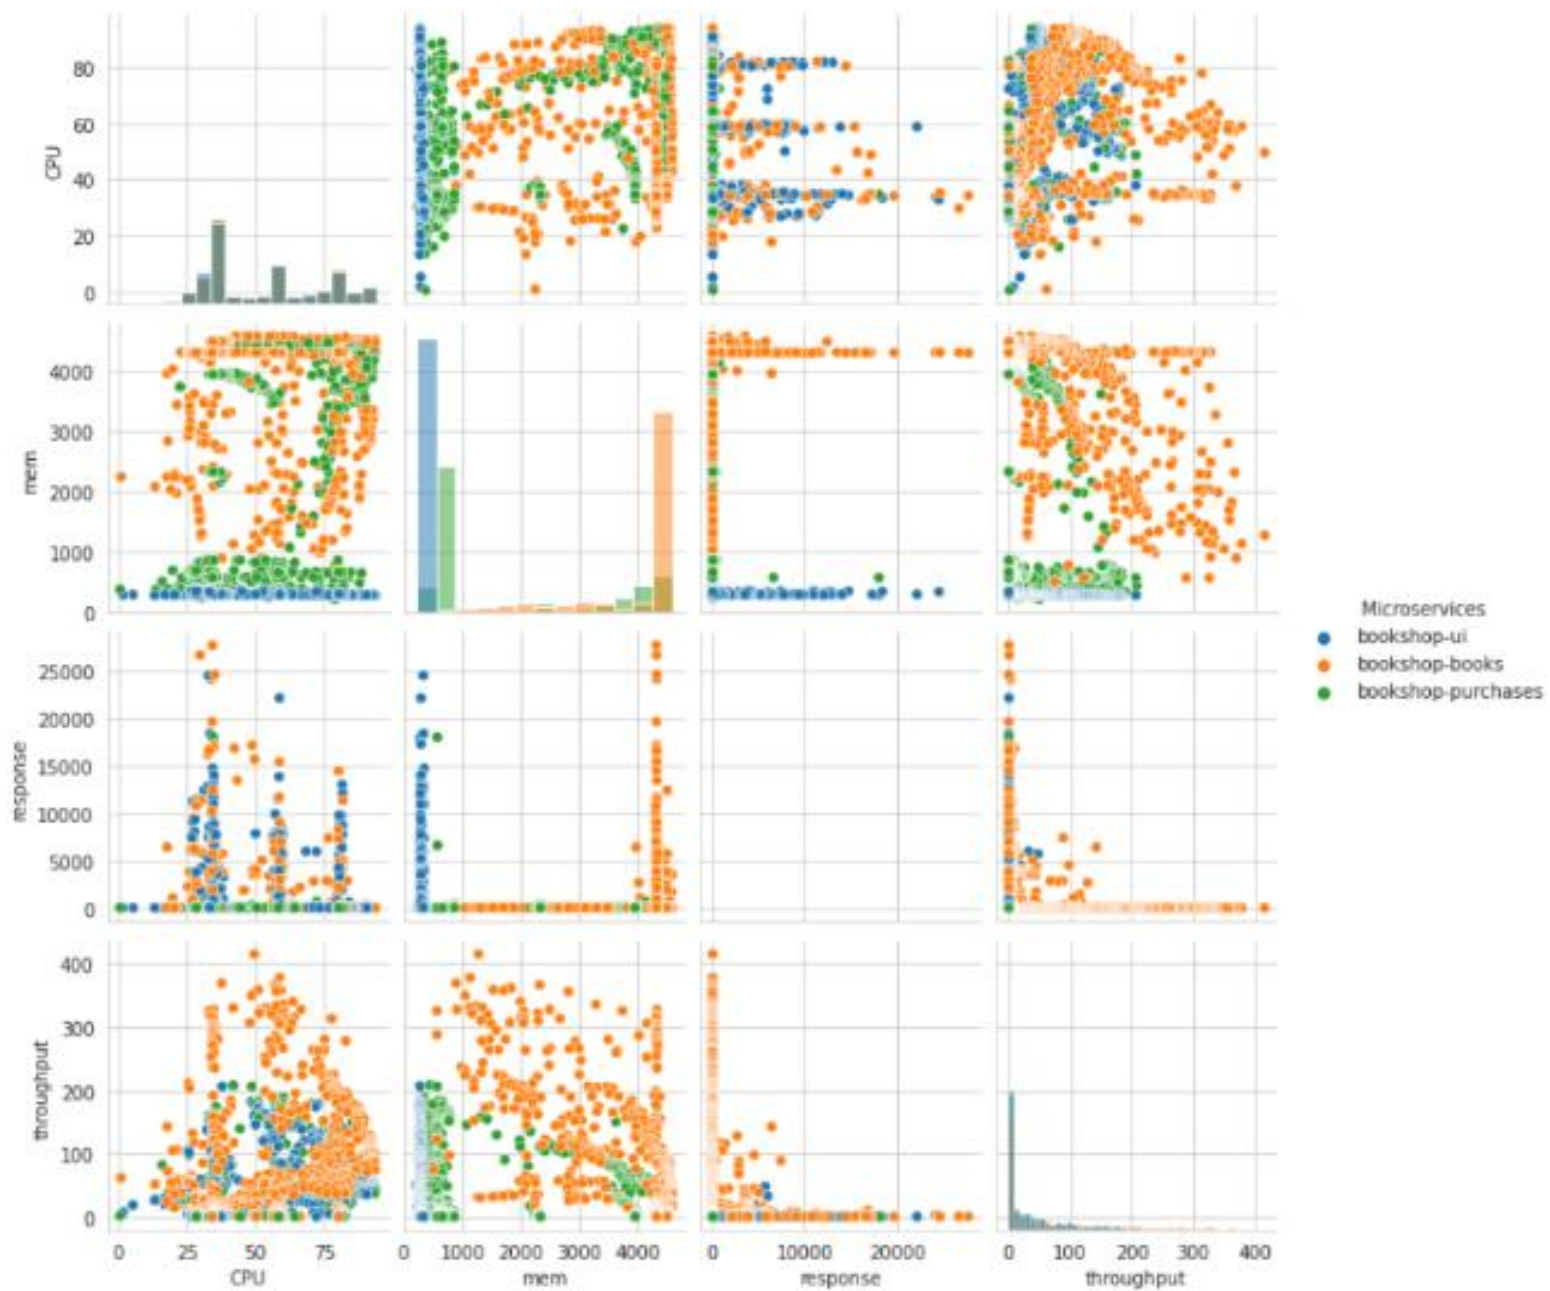 80
60
40
20
0
CPU
4000
3000
2000
1000
0
mem
Microservices
bookshop-ui
bookshop-books
bookshop-purchases
25000
20000
15000
10000
5000
0
response
400
300
200
100
0
throughput
0 25 50 75 0 1000 2000 3000 4000 0 10000 20000 0 100 200 300 400
CPU mem response throughput